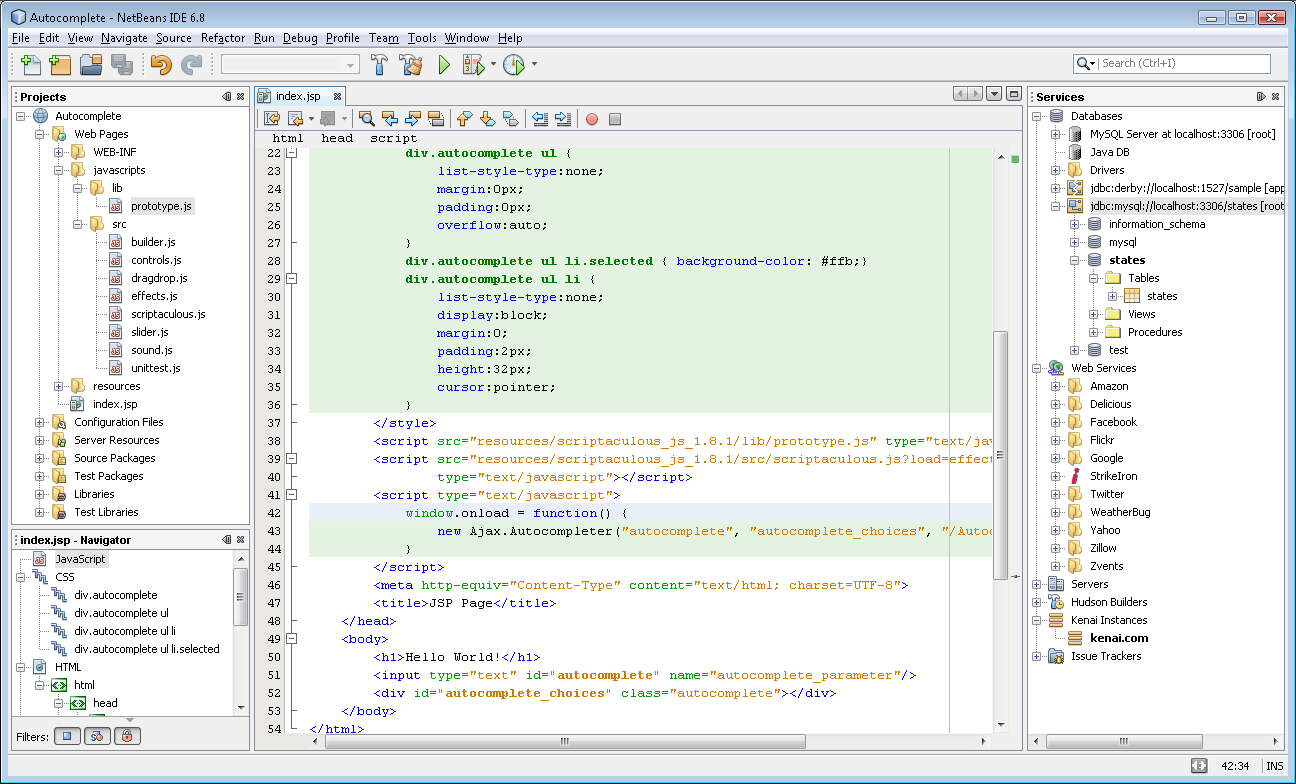 Autocomplete - NetBeans IDE 6.8
File Edit View Navigate Source Refactor Run Debug Profile Team Tools Window Help
Search (Ctrl+I)
Projects
Autocomplete
Web Pages
WEB-INF
javascripts
lib
prototype.js
src
builder.js
controls.js
dragdrop.js
effects.js
scriptaculous.js
slider.js
sound.js
unittest.js
resources
index.jsp
Configuration Files
Server Resources
Source Packages
Test Packages
Libraries
Test Libraries
index.jsp - Navigator
JavaScript
CSS
div.autocomplete
div.autocomplete ul
div.autocomplete ul li
div.autocomplete ul li.selected
HTML
html
head
Filters:
index.jsp
html head script
22 div.autocomplete ul {
23 list-style-type:none;
24 margin:0px;
25 padding:0px;
26 overflow:auto;
27 }
28 div.autocomplete ul li.selected { background-color: #ffb;}
29 div.autocomplete ul li {
30 list-style-type:none;
31 display:block;
32 margin:0;
33 padding:2px;
34 height:32px;
35 cursor:pointer;
36 }
37 </style>
38 <script src="resources/scriptaculous_js_1.8.1/lib/prototype.js" type="text/jav
39 <script src="resources/scriptaculous_js_1.8.1/src/scriptaculous.js?load=effect
40 type="text/javascript"></script>
41 <script type="text/javascript">
42 window.onload = function() {
43 new Ajax.Autocompleter("autocomplete", "autocomplete_choices", "/Autoc
44 }
45 </script>
46 <meta http-equiv="Content-Type" content="text/html; charset=UTF-8">
47 <title>JSP Page</title>
48 </head>
49 <body>
50 <h1>Hello World!</h1>
51 <input type="text" id="autocomplete" name="autocomplete_parameter"/>
52 <div id="autocomplete_choices" class="autocomplete"></div>
53 </body>
54 </html>
Services
Databases
MySQL Server at localhost:3306 [root]
Java DB
Drivers
jdbc:derby://localhost:1527/sample [app
jdbc:mysql://localhost:3306/states [root
information_schema
mysql
states
Tables
states
Views
Procedures
test
Web Services
Amazon
Delicious
Facebook
Flickr
Google
StrikeIron
Twitter
WeatherBug
Yahoo
Zillow
Zvents
Servers
Hudson Builders
Kenai Instances
kenai.com
Issue Trackers
42:34 INS